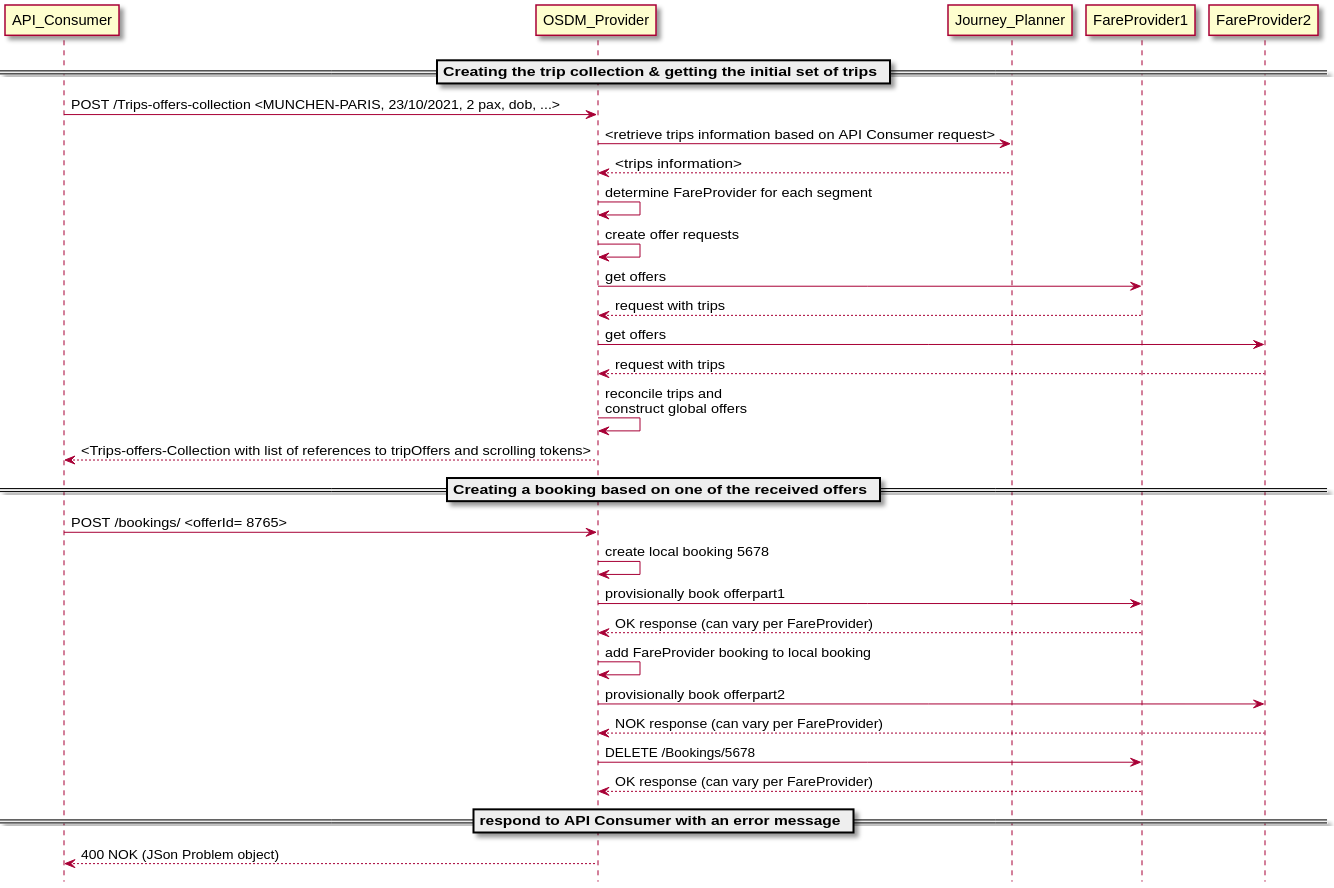 API_Consumer
OSDM_Provider
Journey_Planner
FareProvider1
FareProvider2
Creating the trip collection & getting the initial set of trips
POST /Trips-offers-collection <MUNCHEN-PARIS, 23/10/2021, 2 pax, dob, ...>
<retrieve trips information based on API Consumer request>
<trips information>
determine FareProvider for each segment
create offer requests
get offers
request with trips
get offers
request with trips
reconcile trips and
construct global offers
<Trips-offers-Collection with list of references to tripOffers and scrolling tokens>
Creating a booking based on one of the received offers
POST /bookings/ <offerId= 8765>
create local booking 5678
provisionally book offerpart1
OK response (can vary per FareProvider)
add FareProvider booking to local booking
provisionally book offerpart2
NOK response (can vary per FareProvider)
DELETE /Bookings/5678
OK response (can vary per FareProvider)
respond to API Consumer with an error message
400 NOK (JSon Problem object)